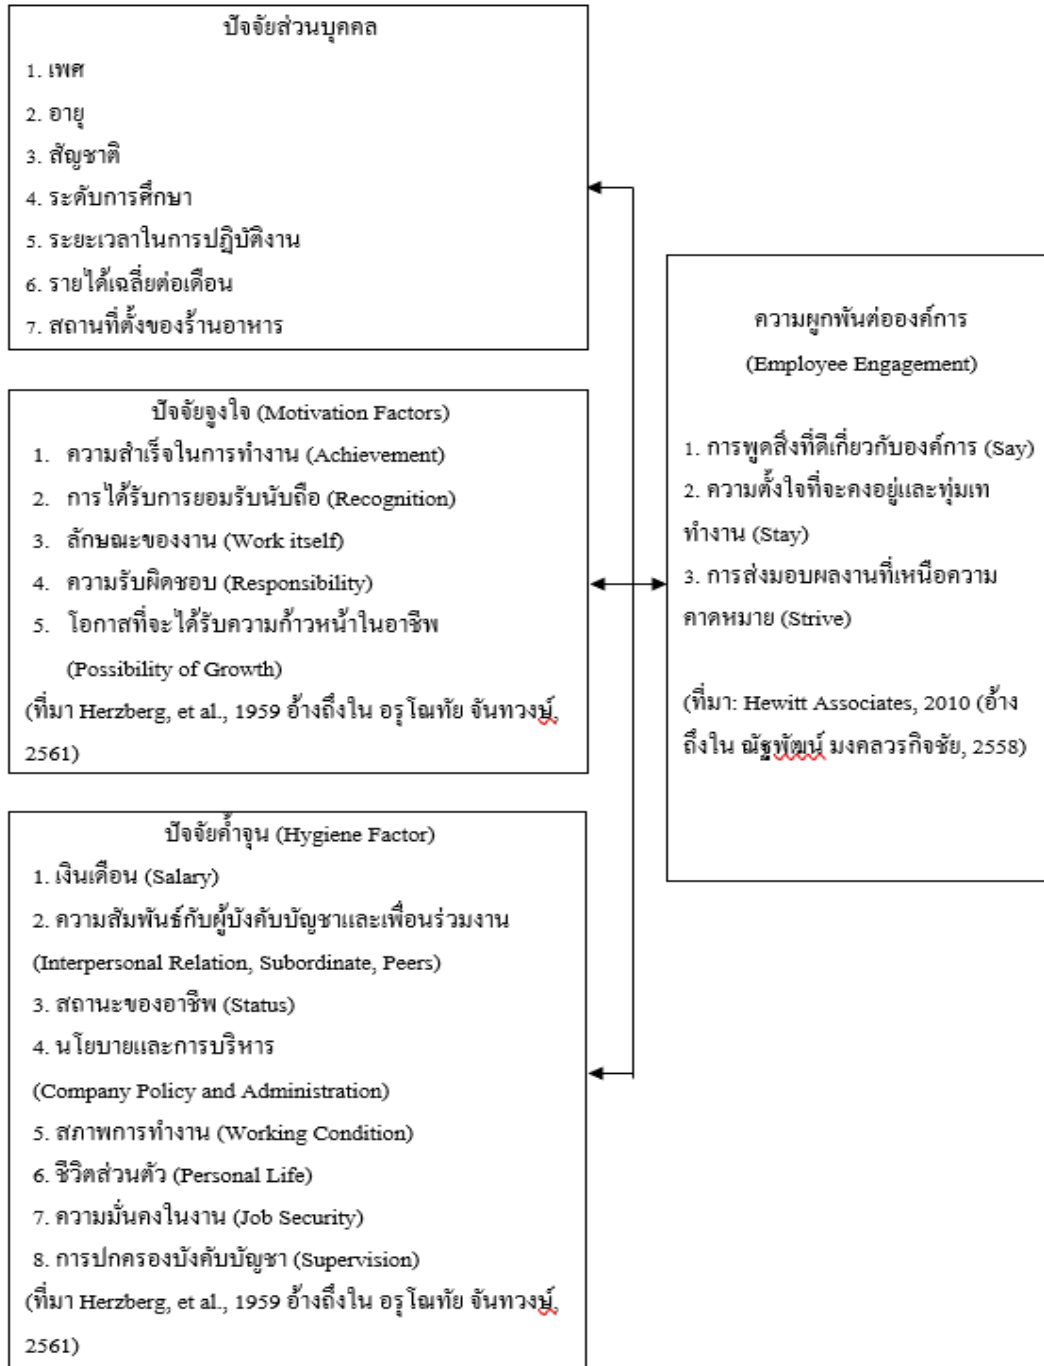 ปัจจัยส่วนบุคคล
1. เพศ
2. อายุ
3. สัญชาติ
4. ระดับการศึกษา
5. ระยะเวลาในการปฏิบัติงาน
6. รายได้เฉลี่ยต่อเดือน
7. สถานที่ตั้งของร้านอาหาร
ปัจจัยจูงใจ (Motivation Factors)
1. ความสำเร็จในการทำงาน (Achievement)
2. การได้รับการยอมรับนับถือ (Recognition)
3. ลักษณะของงาน (Work itself)
4. ความรับผิดชอบ (Responsibility)
5. โอกาสที่จะได้รับความก้าวหน้าในอาชีพ
(Possibility of Growth)
(ที่มา Herzberg, et al., 1959 อ้างถึงใน อรุโณทัย จันทวงษ์,
2561)
ปัจจัยค้ำจุน (Hygiene Factor)
1. เงินเดือน (Salary)
2. ความสัมพันธ์กับผู้บังคับบัญชาและเพื่อนร่วมงาน
(Interpersonal Relation, Subordinate, Peers)
3. สถานะของอาชีพ (Status)
4. นโยบายและการบริหาร
(Company Policy and Administration)
5. สภาพการทำงาน (Working Condition)
6. ชีวิตส่วนตัว (Personal Life)
7. ความมั่นคงในงาน (Job Security)
8. การปกครองบังคับบัญชา (Supervision)
(ที่มา Herzberg, et al., 1959 อ้างถึงใน อรุโณทัย จันทวงษ์,
2561)
ความผูกพันต่อองค์การ
(Employee Engagement)
1. การพูดสิ่งที่ดีเกี่ยวกับองค์การ (Say)
2. ความตั้งใจที่จะคงอยู่และทุ่มเท
ทำงาน (Stay)
3. การส่งมอบผลงานที่เหนือความ
คาดหมาย (Strive)
(ที่มา: Hewitt Associates, 2010 (อ้าง
ถึงใน ณัฐพัฒน์ มงคลวรกิจชัย, 2558)